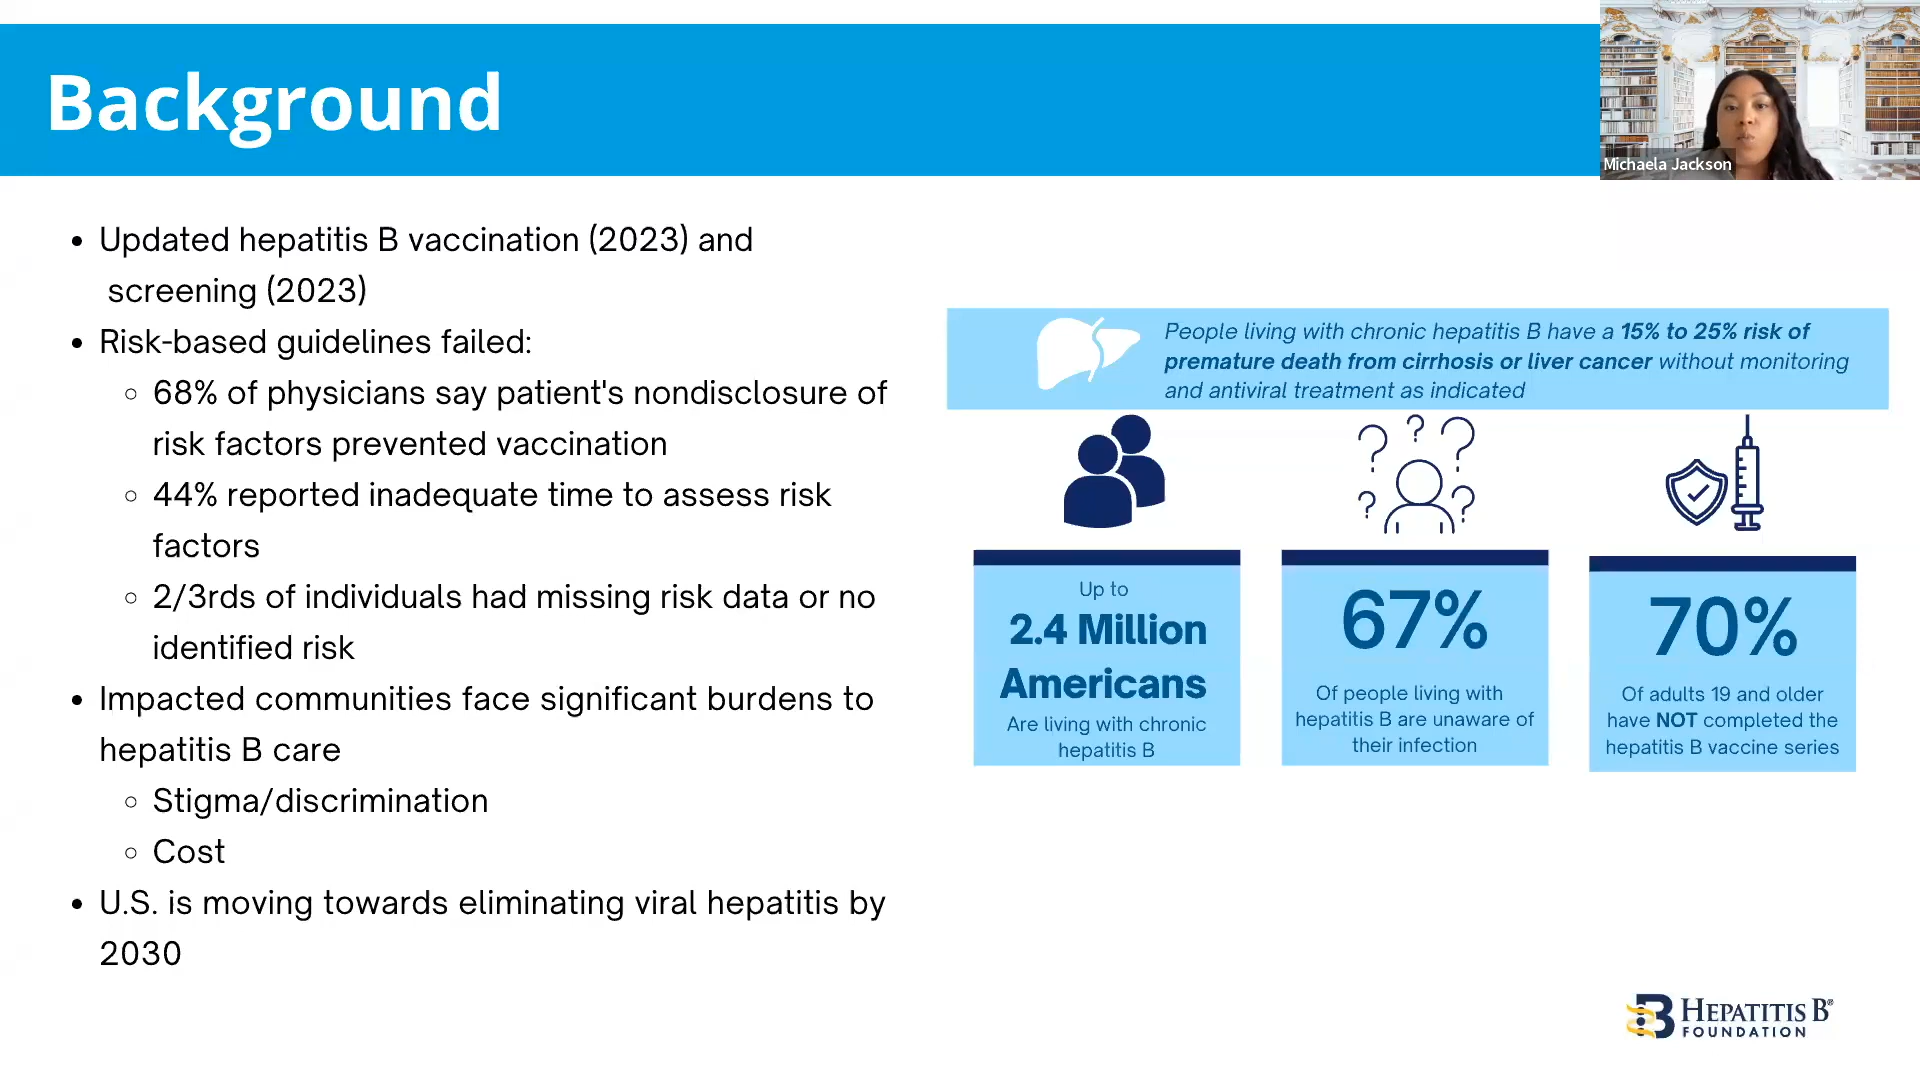 Background
Michaela Jackson
• Updated hepatitis B vaccination (2023) and
screening (2023)
• Risk-based guidelines failed:
◦ 68% of physicians say patient's nondisclosure of
risk factors prevented vaccination
◦ 44% reported inadequate time to assess risk
factors
◦ 2/3rds of individuals had missing risk data or no
identified risk
• Impacted communities face significant burdens to
hepatitis B care
◦ Stigma/discrimination
◦ Cost
• U.S. is moving towards eliminating viral hepatitis by
2030
People living with chronic hepatitis B have a 15% to 25% risk of
premature death from cirrhosis or liver cancer without monitoring
and antiviral treatment as indicated
? ? ?
? ?
Up to
2.4 Million
Americans
Are living with chronic
hepatitis B
67%
Of people living with
hepatitis B are unaware of
their infection
70%
Of adults 19 and older
have NOT completed the
hepatitis B vaccine series
B HEPATITIS B®
FOUNDATION